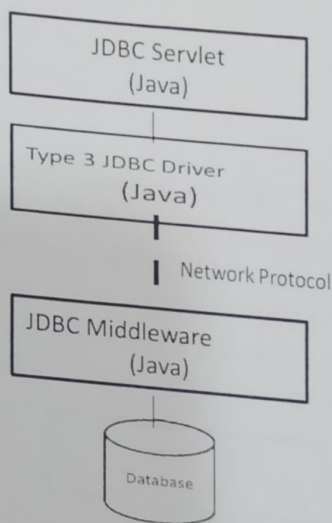 JDBC Servlet
(Java)
Type 3 JDBC Driver
(Java)
Network Protocol
JDBC Middleware
(Java)
Database